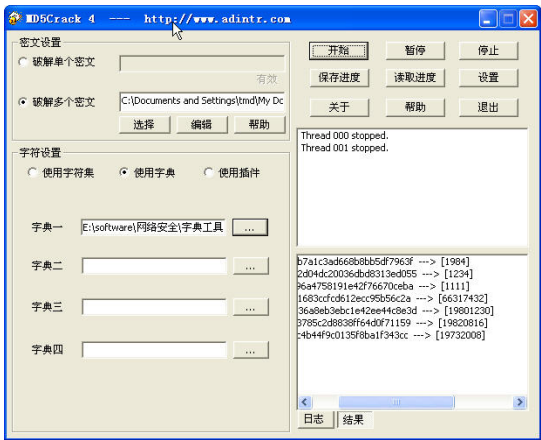 MD5Crack 4 --- http://www.adintr.com
密文设置
破解单个密文
有效
破解多个密文 C:\Documents and Settings\tmd\My Dc
选择 编辑 帮助
字符设置
使用字符集 使用字典 使用插件
字典一 E:\software\网络安全\字典工具 ...
字典二 ...
字典三 ...
字典四 ...
开始 暂停 停止
保存进度 读取进度 设置
关于 帮助 退出
Thread 000 stopped.
Thread 001 stopped.
b7a1c3ad668b8bb5df7963f ---> [1984]
2d04dc20036dbd8313ed055 ---> [1234]
96a4758191e42f76670ceba ---> [1111]
1683ccfcd612ecc95b56c2a ---> [66317432]
36a8eb3ebc1e42ee44c8e3d ---> [19801230]
3785c2d8838ff64d0f71159 ---> [19820816]
c4b44f9c0135f8ba1f343cc ---> [19732008]
日志 结果